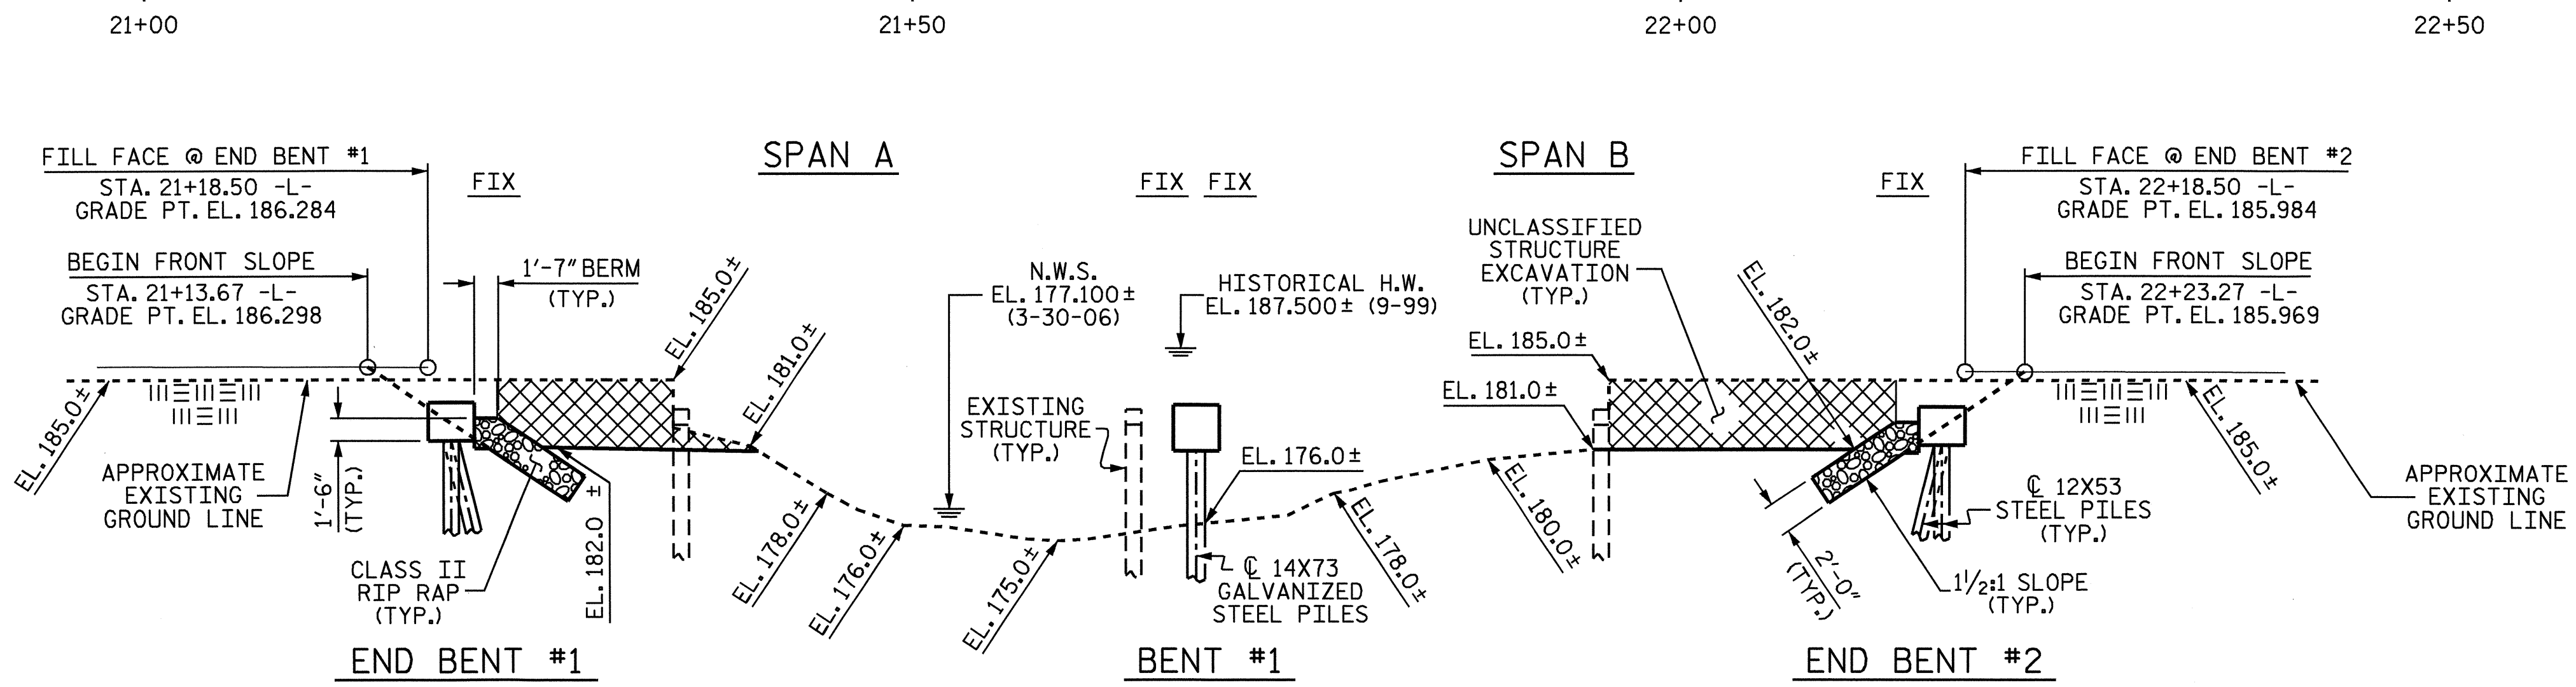 21+00
21+50
22+00
22+50
FILL FACE @ END BENT #1
STA. 21+18.50 -L-
GRADE PT. EL. 186.284
BEGIN FRONT SLOPE
STA. 21+13.67 -L-
GRADE PT. EL. 186.298
FIX
1'-7" BERM
(TYP.)
SPAN A
EL. 185.0±
EL. 181.0±
N.W.S.
EL. 177.100±
(3-30-06)
FIX FIX
HISTORICAL H.W.
EL. 187.500± (9-99)
SPAN B
UNCLASSIFIED
STRUCTURE
EXCAVATION
(TYP.)
EL. 185.0±
EL. 181.0±
EL. 182.0±
FIX
FILL FACE @ END BENT #2
STA. 22+18.50 -L-
GRADE PT. EL. 185.984
BEGIN FRONT SLOPE
STA. 22+23.27 -L-
GRADE PT. EL. 185.969
EL. 185.0±
APPROXIMATE
EXISTING
GROUND LINE
1'-6"
(TYP.)
CLASS II
RIP RAP
(TYP.)
EL. 182.0 ±
EL. 178.0±
EL. 176.0±
EL. 175.0±
EXISTING
STRUCTURE
(TYP.)
EL. 176.0±
℄ 14X73
GALVANIZED
STEEL PILES
EL. 178.0±
EL. 180.0±
2'-0"
(TYP.)
1½:1 SLOPE
(TYP.)
℄ 12X53
STEEL PILES
(TYP.)
EL. 185.0±
APPROXIMATE
EXISTING
GROUND LINE
END BENT #1
BENT #1
END BENT #2